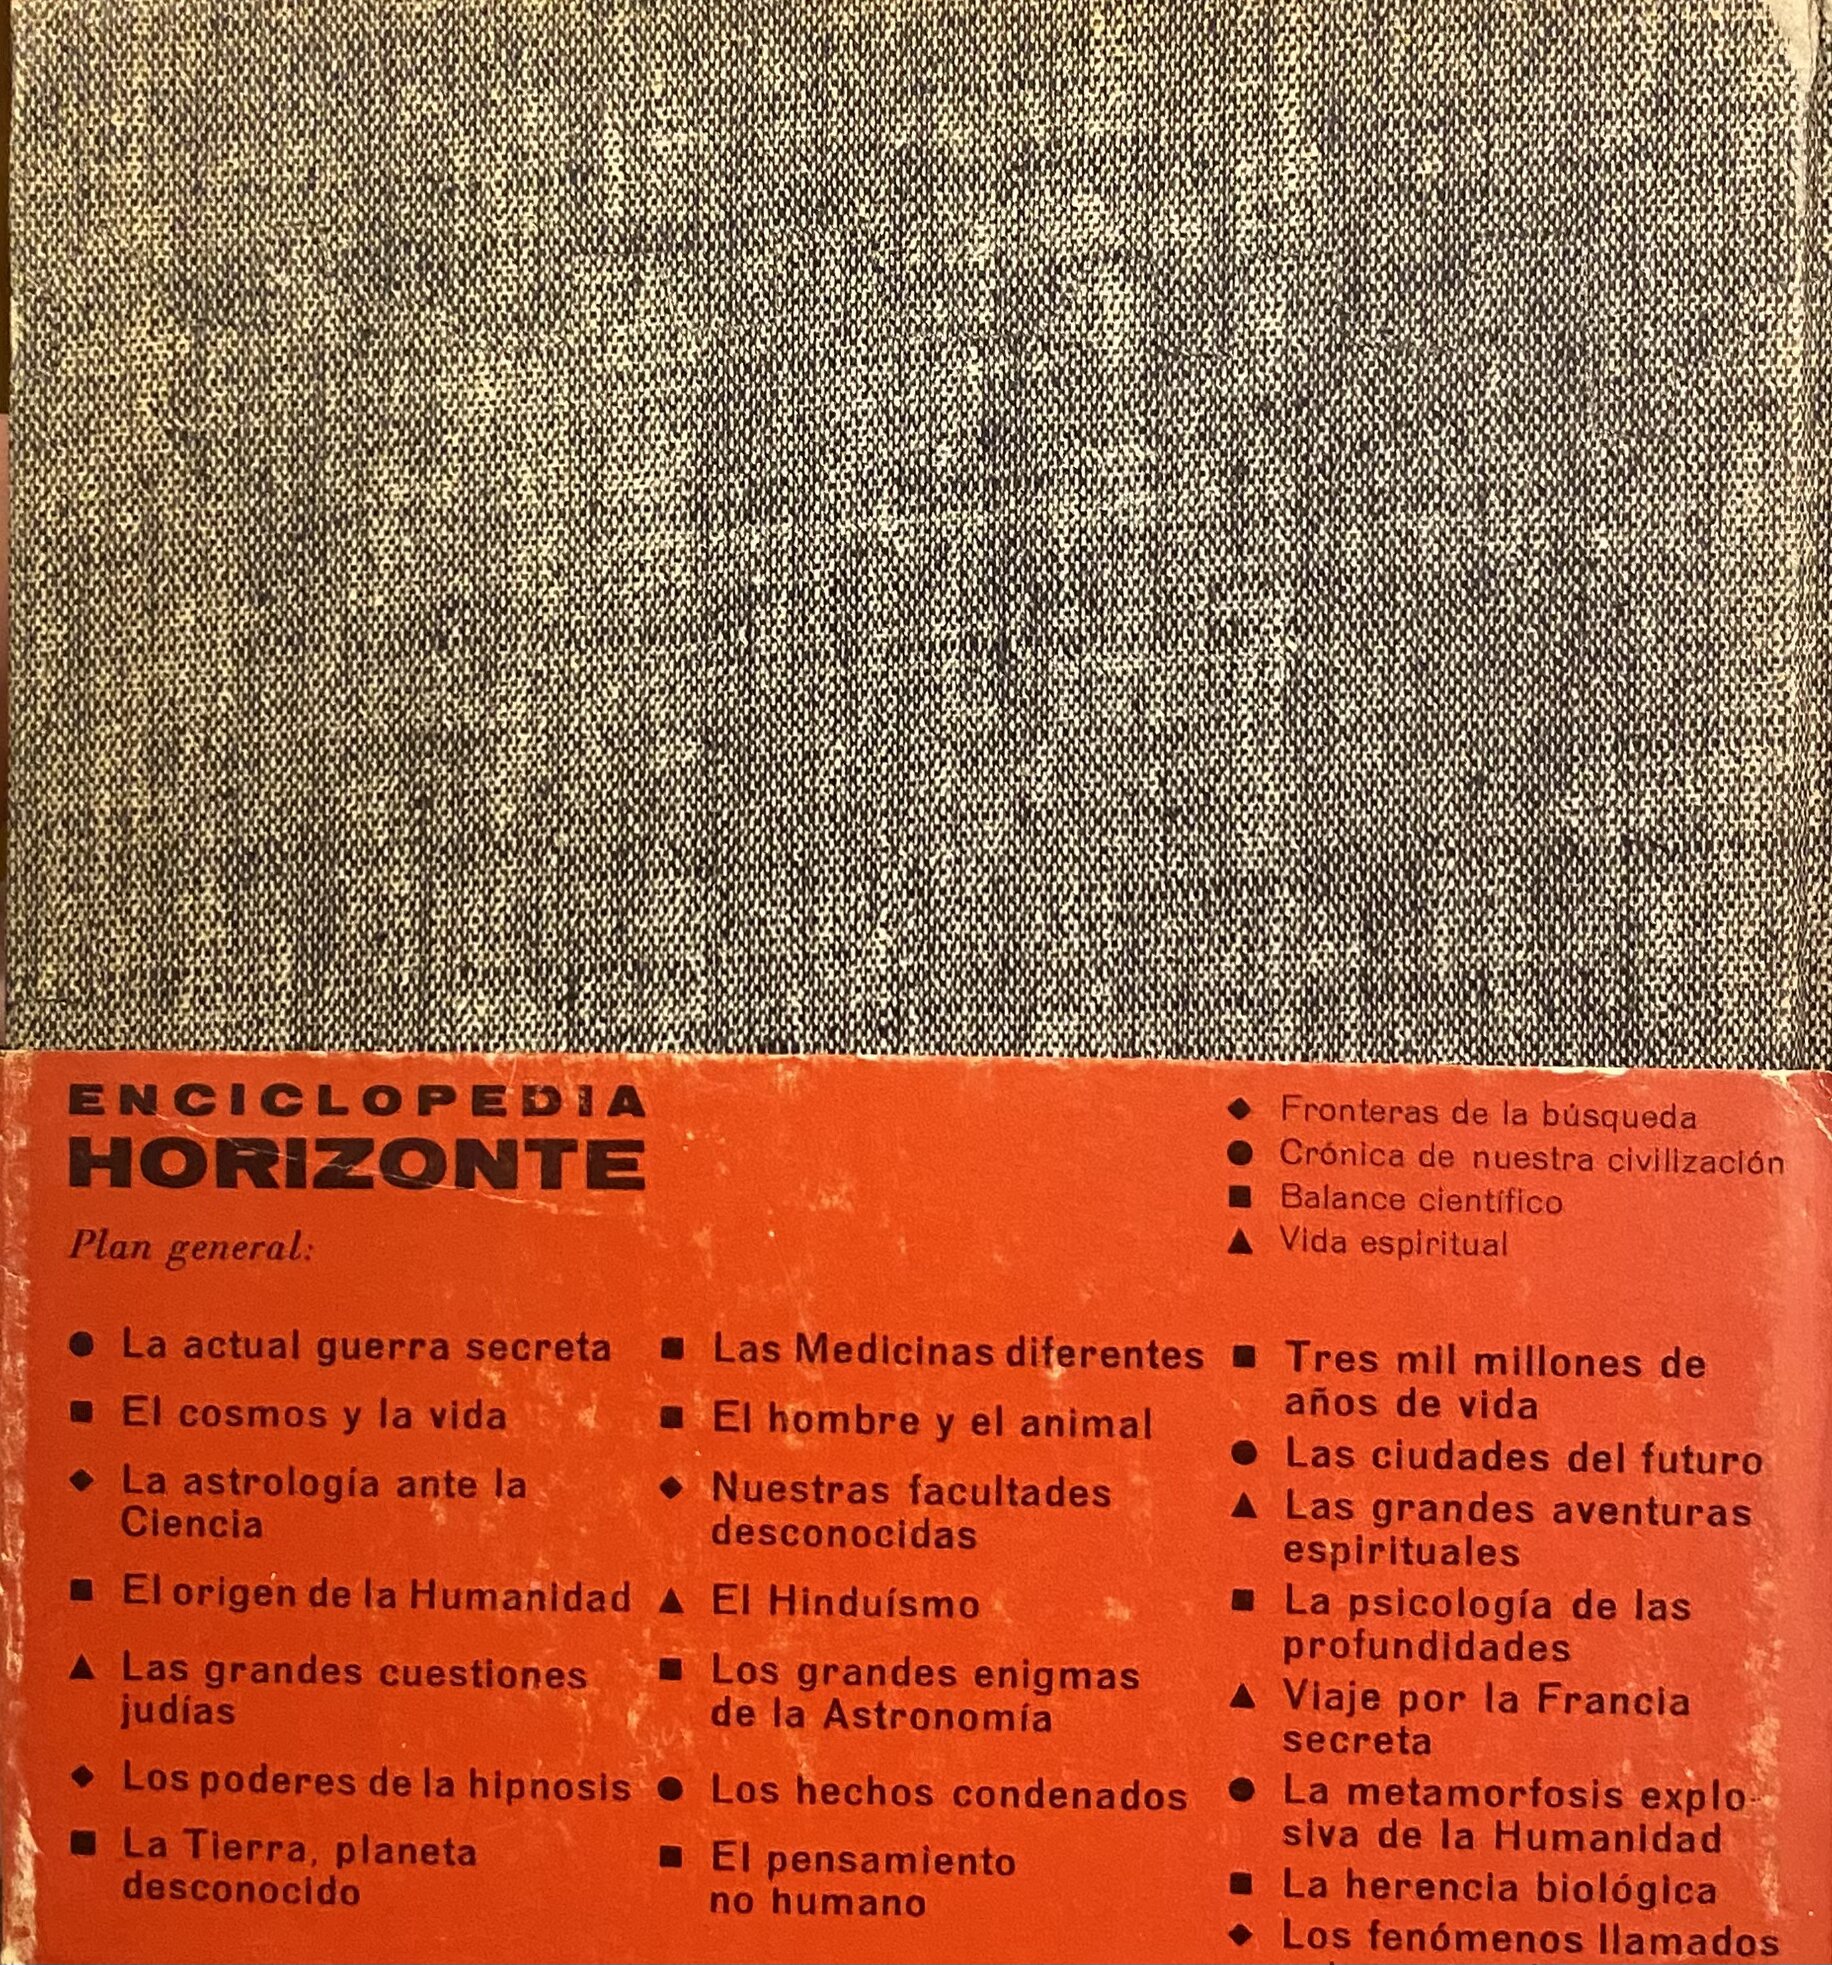 ENCICLOPEDIA
HORIZONTE
Plan general:
◆ Fronteras de la búsqueda
● Crónica de nuestra civilización
■ Balance científico
▲ Vida espiritual
● La actual guerra secreta
■ El cosmos y la vida
◆ La astrología ante la
Ciencia
■ El origen de la Humanidad
▲ Las grandes cuestiones
judías
◆ Los poderes de la hipnosis
■ La Tierra, planeta
desconocido
■ Las Medicinas diferentes
■ El hombre y el animal
◆ Nuestras facultades
desconocidas
▲ El Hinduísmo
■ Los grandes enigmas
de la Astronomía
● Los hechos condenados
■ El pensamiento
no humano
■ Tres mil millones de
años de vida
● Las ciudades del futuro
▲ Las grandes aventuras
espirituales
■ La psicología de las
profundidades
▲ Viaje por la Francia
secreta
● La metamorfosis explo-
siva de la Humanidad
■ La herencia biológica
◆ Los fenómenos llamados